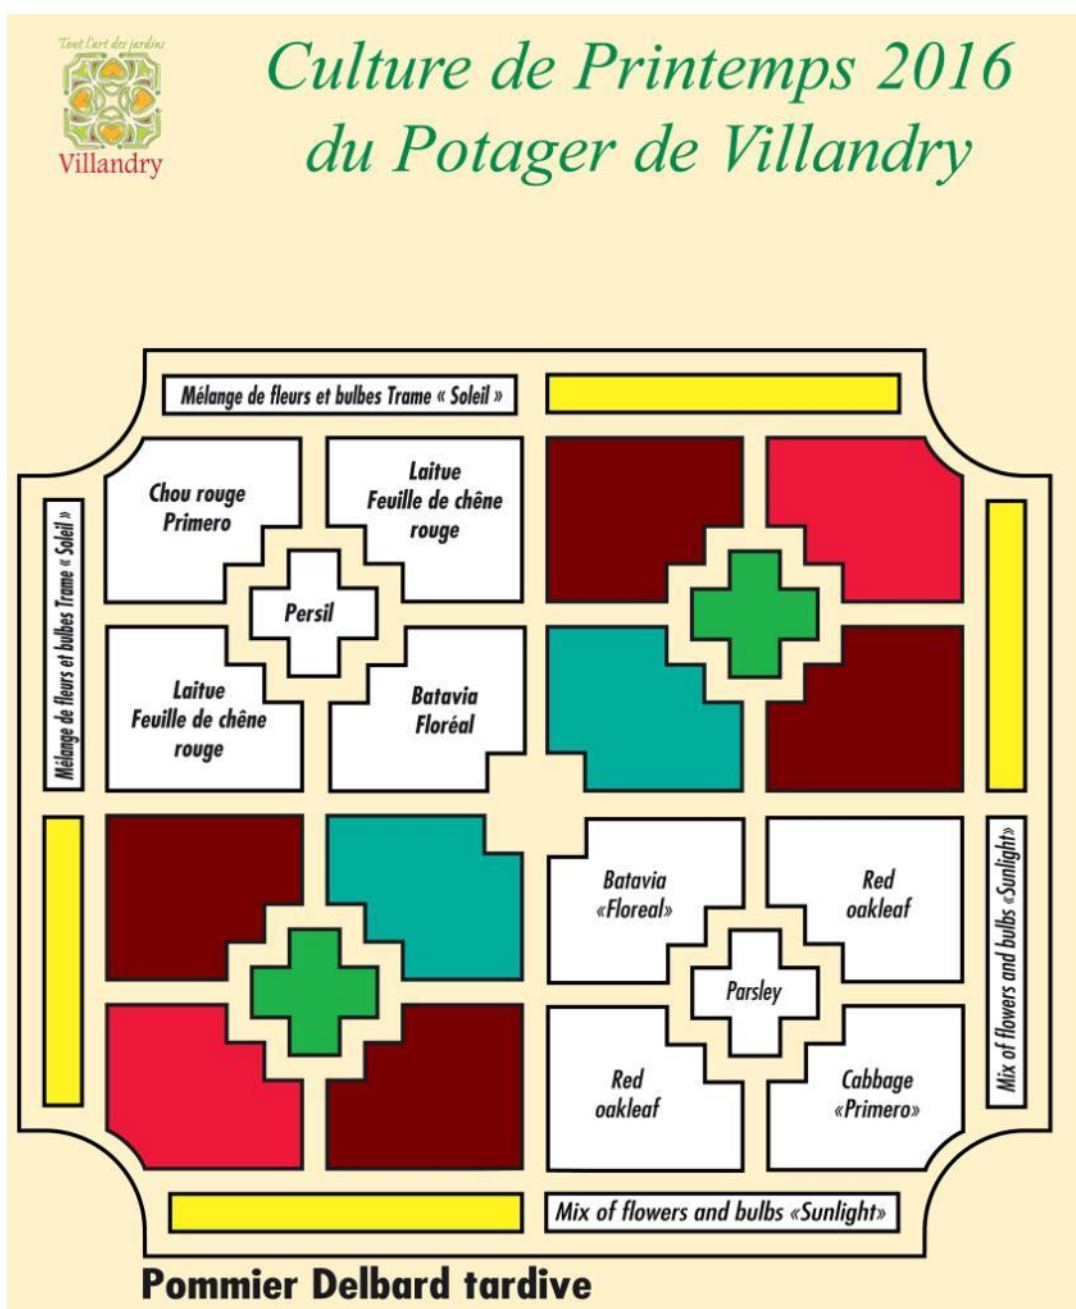 Tout l'art des jardins
Villandry
Culture de Printemps 2016
du Potager de Villandry
Mélange de fleurs et bulbes Trame « Soleil »
Mélange de fleurs et bulbes Trame « Soleil »
Chou rouge
Primero
Laitue
Feuille de chêne
rouge
Persil
Laitue
Feuille de chêne
rouge
Batavia
Floréal
Batavia
«Floreal»
Red
oakleaf
Parsley
Red
oakleaf
Cabbage
«Primero»
Mix of flowers and bulbs «Sunlight»
Mix of flowers and bulbs «Sunlight»
Pommier Delbard tardive